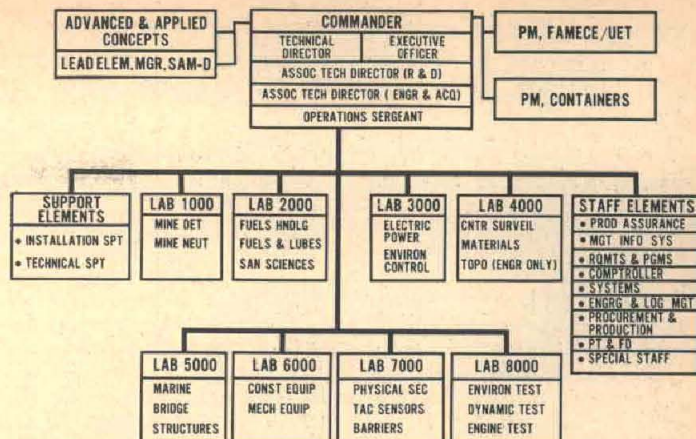 ADVANCED & APPLIED
CONCEPTS
LEAD ELEM, MGR, SAM-D
COMMANDER
TECHNICAL
DIRECTOR
EXECUTIVE
OFFICER
ASSOC TECH DIRECTOR (R & D)
ASSOC TECH DIRECTOR ( ENGR & ACQ)
OPERATIONS SERGEANT
PM, FAMECE/UET
PM, CONTAINERS
SUPPORT
ELEMENTS
• INSTALLATION SPT
• TECHNICAL SPT
LAB 1000
MINE DET
MINE NEUT
LAB 2000
FUELS HNDLG
FUELS & LUBES
SAN SCIENCES
LAB 3000
ELECTRIC
POWER
ENVIRON
CONTROL
LAB 4000
CNTR SURVEIL
MATERIALS
TOPO (ENGR ONLY)
STAFF ELEMENTS
• PROD ASSURANCE
• MGT INFO SYS
• RQMTS & PGMS
• COMPTROLLER
• SYSTEMS
• ENGRG & LOG MGT
• PROCUREMENT &
PRODUCTION
• PT & FD
• SPECIAL STAFF
LAB 5000
MARINE
BRIDGE
STRUCTURES
LAB 6000
CONST EQUIP
MECH EQUIP
LAB 7000
PHYSICAL SEC
TAC SENSORS
BARRIERS
LAB 8000
ENVIRON TEST
DYNAMIC TEST
ENGINE TEST